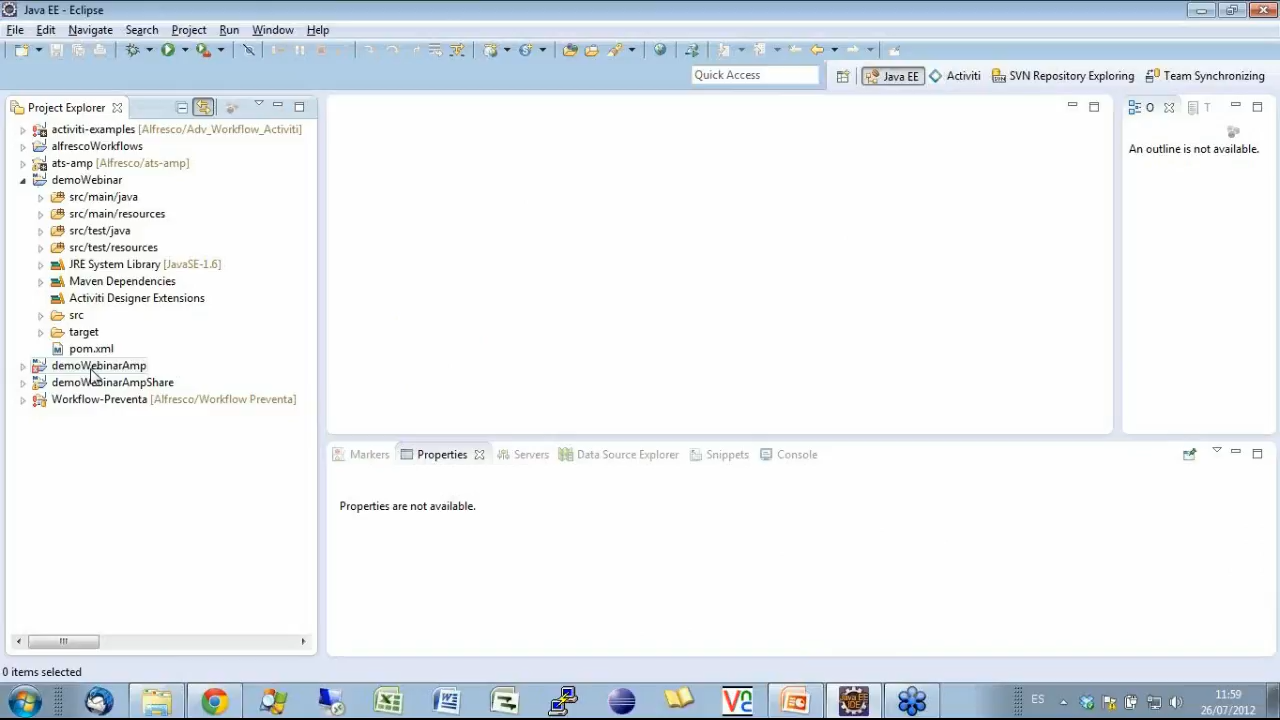 Java EE - Eclipse
File Edit Navigate Search Project Run Window Help
Quick Access
Java EE
Activiti
SVN Repository Exploring
Team Synchronizing
Project Explorer
activiti-examples [Alfresco/Adv_Workflow_Activiti]
alfrescoWorkflows
ats-amp [Alfresco/ats-amp]
demoWebinar
src/main/java
src/main/resources
src/test/java
src/test/resources
JRE System Library [JavaSE-1.6]
Maven Dependencies
Activiti Designer Extensions
src
target
pom.xml
demoWebinarAmp
demoWebinarAmpShare
Workflow-Preventa [Alfresco/Workflow Preventa]
O
T
An outline is not available.
Markers
Properties
Servers
Data Source Explorer
Snippets
Console
Properties are not available.
0 items selected
ES
11:59
26/07/2012